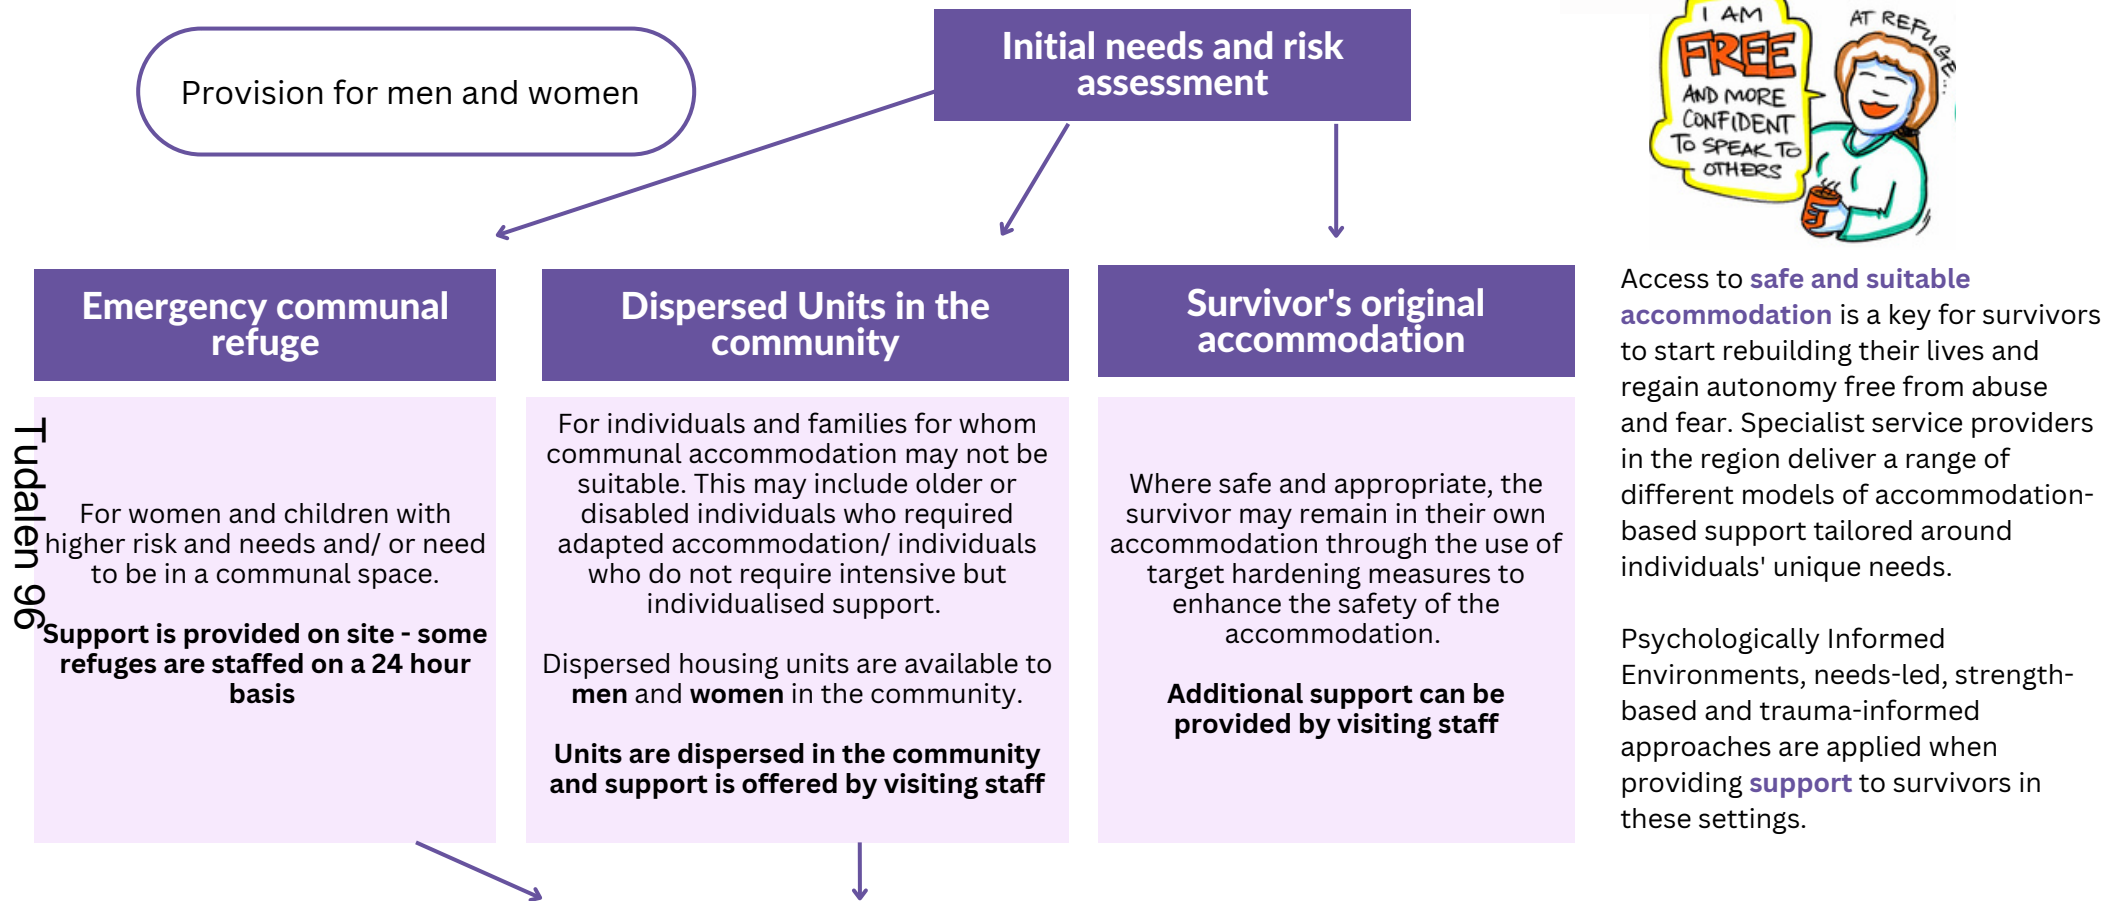 Provision for men and women
Initial needs and risk
assessment
I AM
FREE
AND MORE
CONFIDENT
TO SPEAK TO
OTHERS
AT REFUGE...
Emergency communal
refuge
For women and children with
higher risk and needs and/ or need
to be in a communal space.
Support is provided on site - some
refuges are staffed on a 24 hour
basis
Dispersed Units in the
community
For individuals and families for whom
communal accommodation may not be
suitable. This may include older or
disabled individuals who required
adapted accommodation/ individuals
who do not require intensive but
individualised support.
Dispersed housing units are available to
men and women in the community.
Units are dispersed in the community
and support is offered by visiting staff
Survivor's original
accommodation
Where safe and appropriate, the
survivor may remain in their own
accommodation through the use of
target hardening measures to
enhance the safety of the
accommodation.
Additional support can be
provided by visiting staff
Access to safe and suitable
accommodation is a key for survivors
to start rebuilding their lives and
regain autonomy free from abuse
and fear. Specialist service providers
in the region deliver a range of
different models of accommodation-
based support tailored around
individuals' unique needs.
Psychologically Informed
Environments, needs-led, strength-
based and trauma-informed
approaches are applied when
providing support to survivors in
these settings.
Tudalen 96